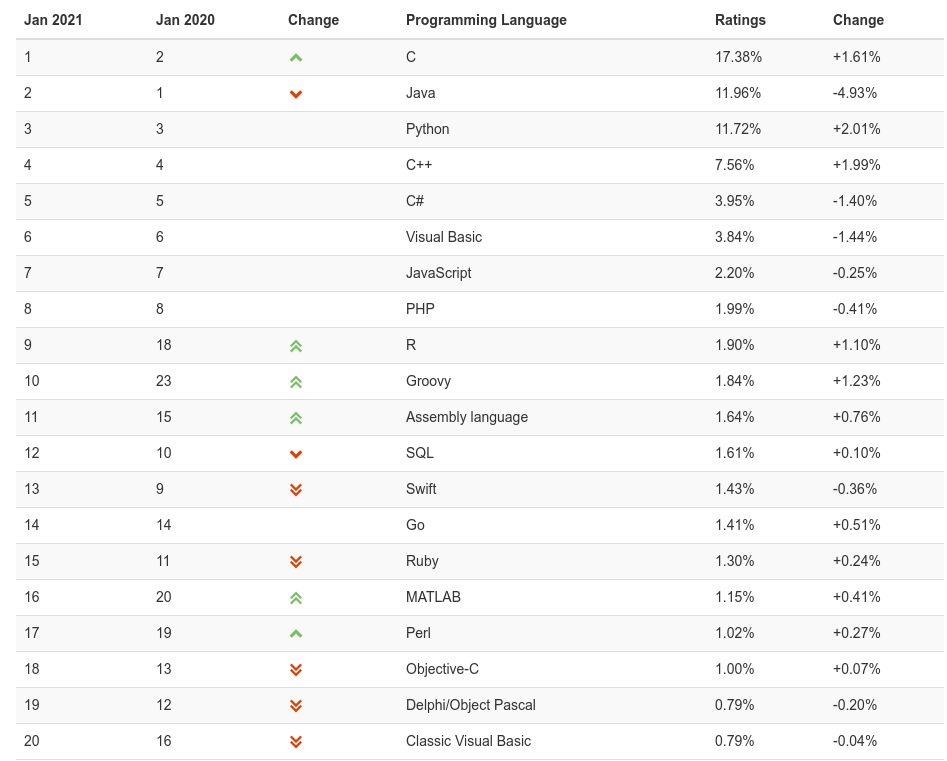 Jan 2021 Jan 2020 Change Programming Language Ratings Change
1 2 C 17.38% +1.61%
2 1 Java 11.96% -4.93%
3 3 Python 11.72% +2.01%
4 4 C++ 7.56% +1.99%
5 5 C# 3.95% -1.40%
6 6 Visual Basic 3.84% -1.44%
7 7 JavaScript 2.20% -0.25%
8 8 PHP 1.99% -0.41%
9 18 R 1.90% +1.10%
10 23 Groovy 1.84% +1.23%
11 15 Assembly language 1.64% +0.76%
12 10 SQL 1.61% +0.10%
13 9 Swift 1.43% -0.36%
14 14 Go 1.41% +0.51%
15 11 Ruby 1.30% +0.24%
16 20 MATLAB 1.15% +0.41%
17 19 Perl 1.02% +0.27%
18 13 Objective-C 1.00% +0.07%
19 12 Delphi/Object Pascal 0.79% -0.20%
20 16 Classic Visual Basic 0.79% -0.04%